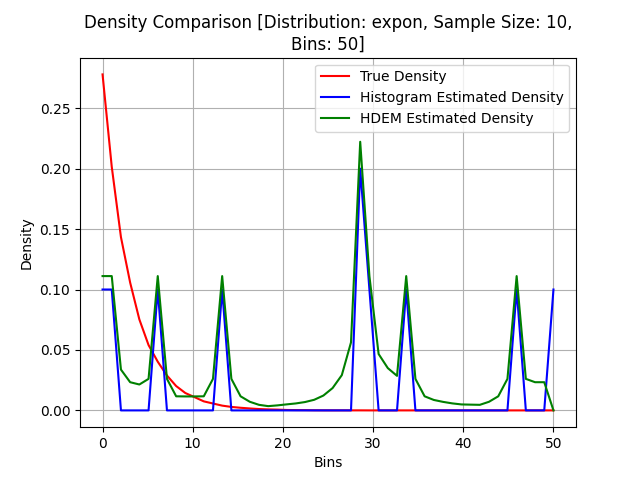 Density Comparison [Distribution: expon, Sample Size: 10,
Bins: 50]
True Density
Histogram Estimated Density
HDEM Estimated Density
Density
0.25
0.20
0.15
0.10
0.05
0.00
0 10 20 30 40 50
Bins